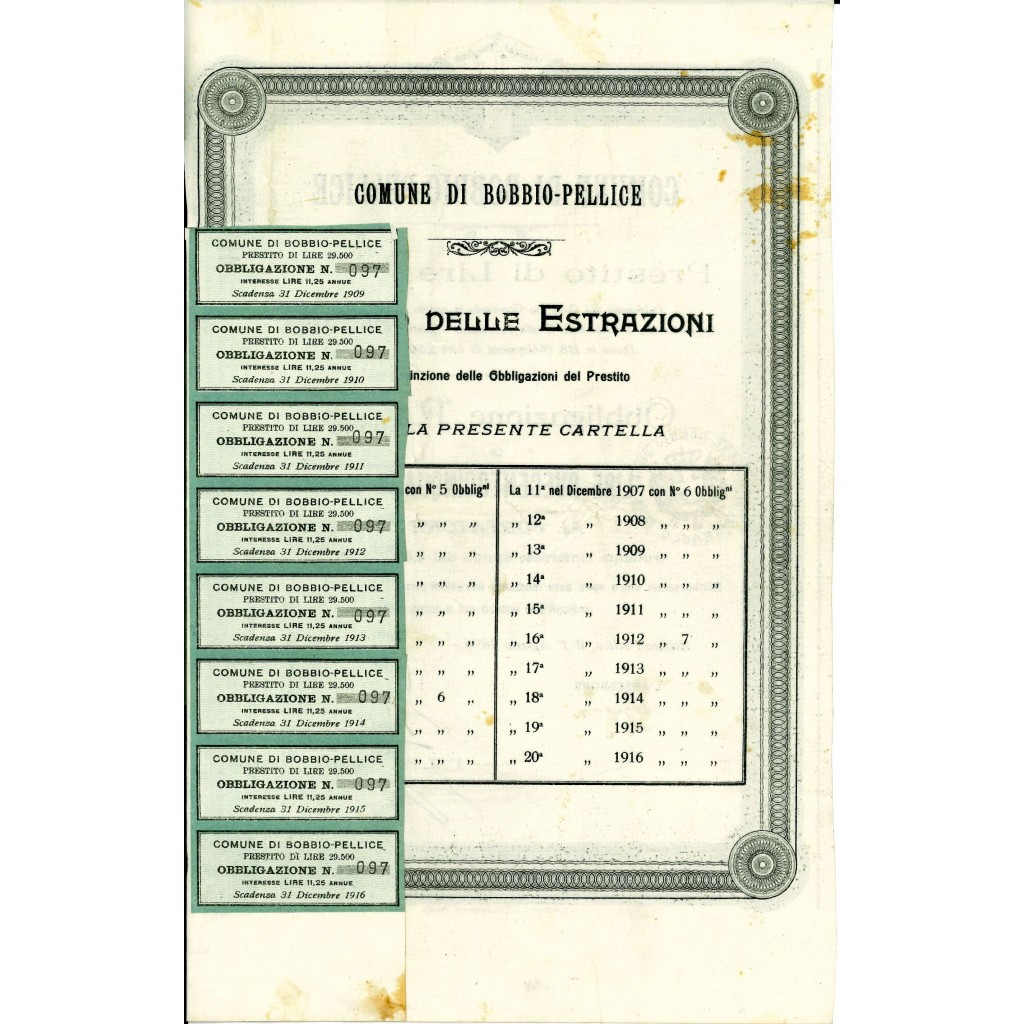 COMUNE DI BOBBIO-PELLICE
DELLE ESTRAZIONI
inzione delle Obbligazioni del Prestito
LA PRESENTE CARTELLA
con N° 5 Obbligⁿⁱ La 11ª nel Dicembre 1907 con N° 6 Obbligⁿⁱ
„ „ „ „ 12ª „ 1908 „ „ „
„ „ „ „ 13ª „ 1909 „ „ „
„ „ „ „ 14ª „ 1910 „ „ „
„ „ „ „ 15ª „ 1911 „ „ „
„ „ „ „ 16ª „ 1912 „ 7 „
„ „ „ „ 17ª „ 1913 „ „ „
„ 6 „ „ 18ª „ 1914 „ „ „
„ „ „ „ 19ª „ 1915 „ „ „
„ „ „ „ 20ª „ 1916 „ „ „
COMUNE DI BOBBIO-PELLICE
PRESTITO DI LIRE 29.500
OBBLIGAZIONE N. 097
INTERESSE LIRE 11,25 ANNUE
Scadenza 31 Dicembre 1909
COMUNE DI BOBBIO-PELLICE
PRESTITO DI LIRE 29.500
OBBLIGAZIONE N. 097
INTERESSE LIRE 11,25 ANNUE
Scadenza 31 Dicembre 1910
COMUNE DI BOBBIO-PELLICE
PRESTITO DI LIRE 29.500
OBBLIGAZIONE N. 097
INTERESSE LIRE 11,25 ANNUE
Scadenza 31 Dicembre 1911
COMUNE DI BOBBIO-PELLICE
PRESTITO DI LIRE 29.500
OBBLIGAZIONE N. 097
INTERESSE LIRE 11,25 ANNUE
Scadenza 31 Dicembre 1912
COMUNE DI BOBBIO-PELLICE
PRESTITO DI LIRE 29.500
OBBLIGAZIONE N. 097
INTERESSE LIRE 11,25 ANNUE
Scadenza 31 Dicembre 1913
COMUNE DI BOBBIO-PELLICE
PRESTITO DI LIRE 29.500
OBBLIGAZIONE N. 097
INTERESSE LIRE 11,25 ANNUE
Scadenza 31 Dicembre 1914
COMUNE DI BOBBIO-PELLICE
PRESTITO DI LIRE 29.500
OBBLIGAZIONE N. 097
INTERESSE LIRE 11,25 ANNUE
Scadenza 31 Dicembre 1915
COMUNE DI BOBBIO-PELLICE
PRESTITO DI LIRE 29.500
OBBLIGAZIONE N. 097
INTERESSE LIRE 11,25 ANNUE
Scadenza 31 Dicembre 1916